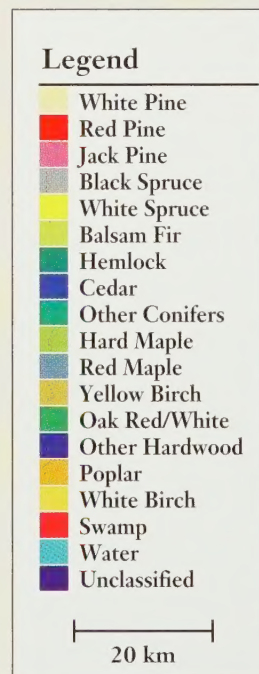 Legend
White Pine
Red Pine
Jack Pine
Black Spruce
White Spruce
Balsam Fir
Hemlock
Cedar
Other Conifers
Hard Maple
Red Maple
Yellow Birch
Oak Red/White
Other Hardwood
Poplar
White Birch
Swamp
Water
Unclassified
20 km